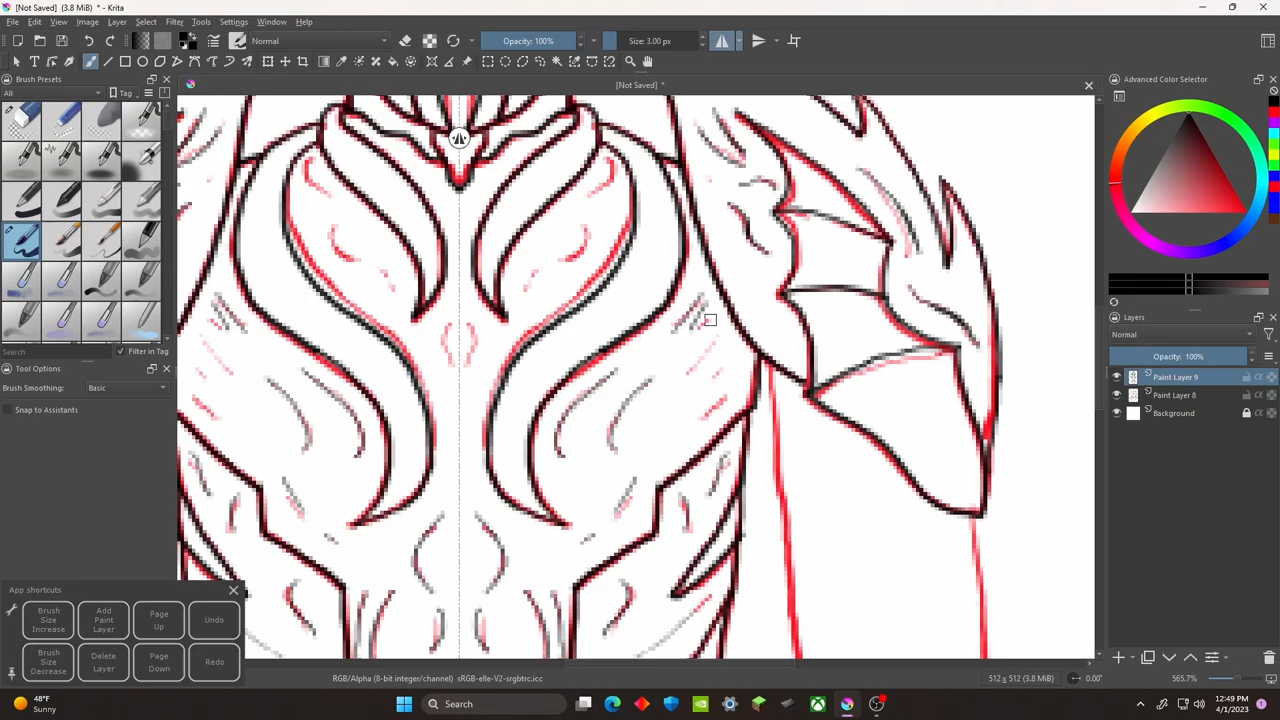 [Not Saved] (3.8 MiB) * - Krita
File Edit View Image Layer Select Filter Tools Settings Window Help
Normal
Opacity: 100%
Size: 3.00 px
Brush Presets
All
Tag
[Not Saved] *
Advanced Color Selector
Search
Filter in Tag
Tool Options
Brush Smoothing: Basic
Snap to Assistants
Layers
Normal
Opacity: 100%
Paint Layer 9
Paint Layer 8
Background
App shortcuts
Brush Size Increase
Add Paint Layer
Page Up
Undo
Brush Size Decrease
Delete Layer
Page Down
Redo
RGB/Alpha (8-bit integer/channel) sRGB-elle-V2-srgbtrc.icc
512 x 512 (3.8 MiB)
0.00°
565.7%
48°F
Sunny
Search
12:49 PM
4/1/2023